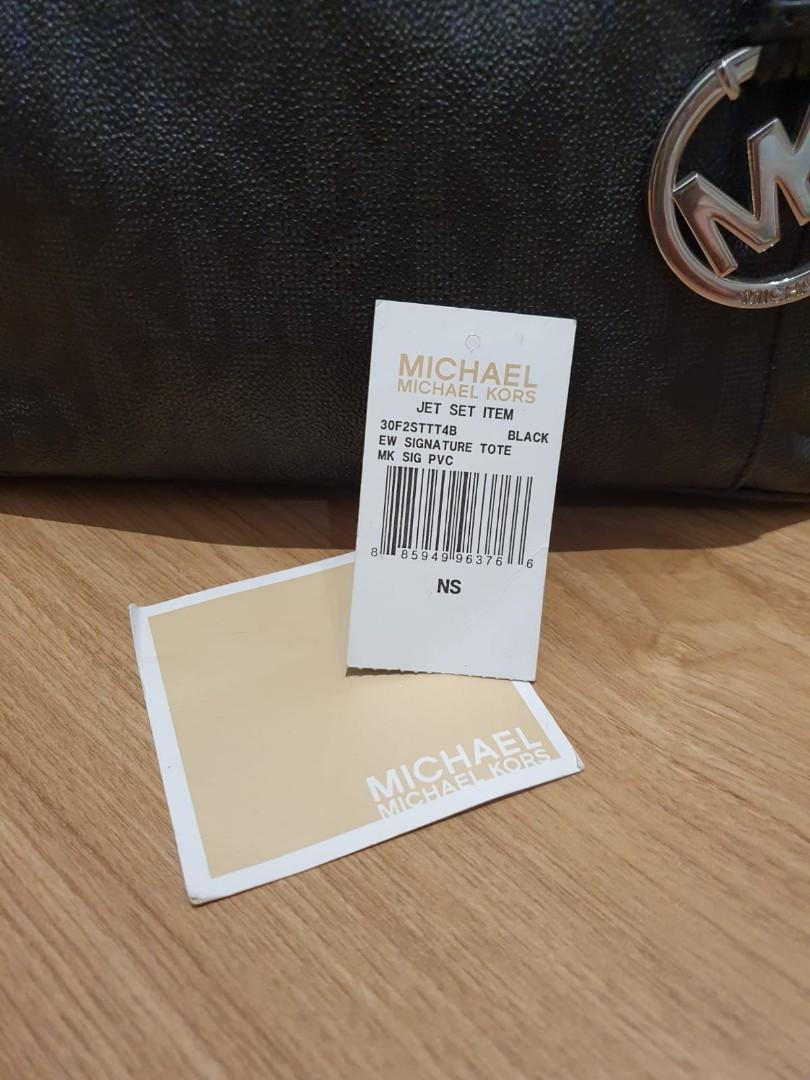 MK
MICHAEL
MICHAEL KORS
JET SET ITEM
30F2STTT4B BLACK
EW SIGNATURE TOTE
MK SIG PVC
8 85949 96376 6
NS
MICHAEL
MICHAEL KORS